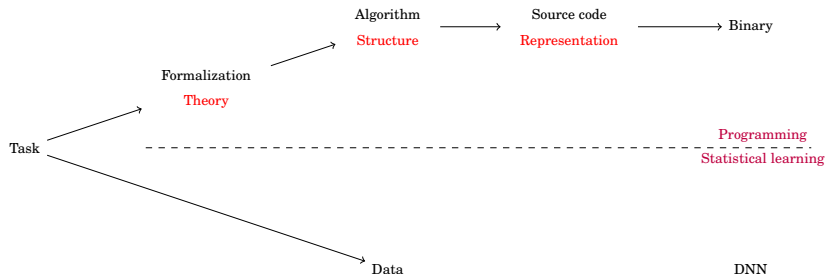 Algorithm
Structure
Source code
Representation
Binary
Formalization
Theory
Task
Programming
Statistical learning
Data
DNN